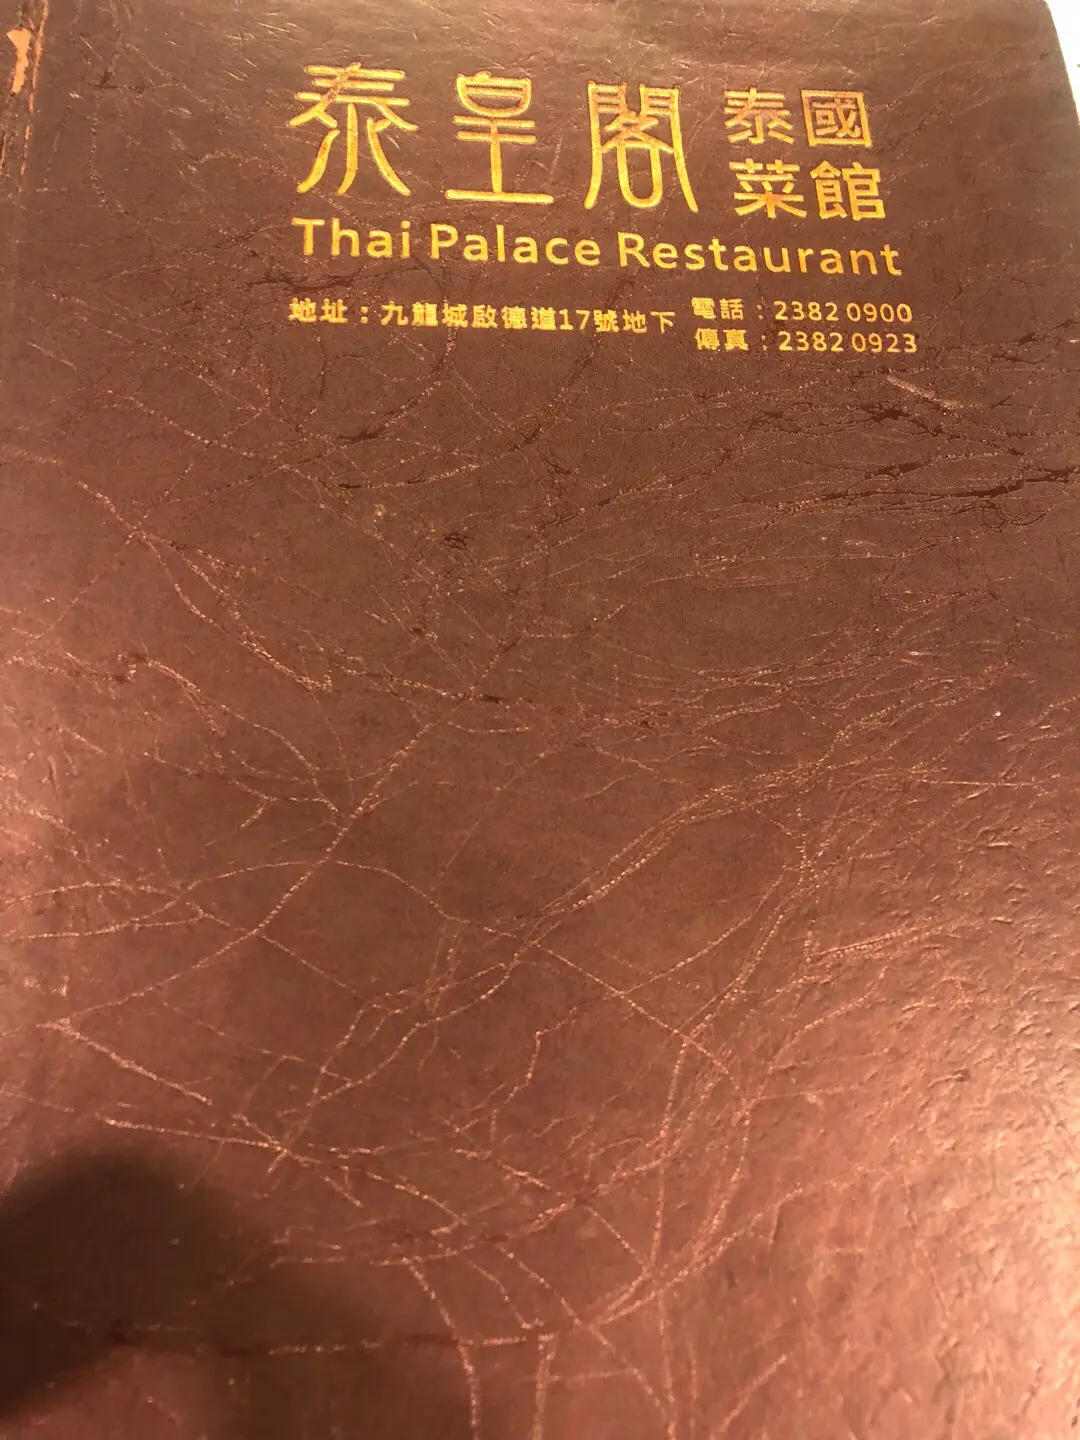 泰皇閣 泰國菜館
Thai Palace Restaurant
地址：九龍城啟德道17號地下
電話：2382 0900
傳真：2382 0923